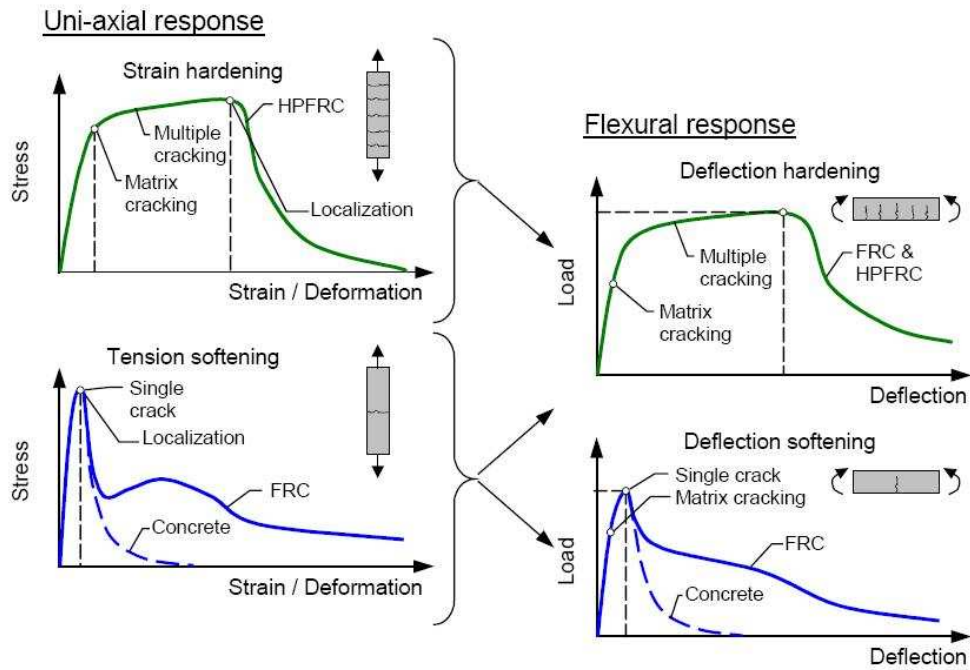 Uni-axial response
Strain hardening
HPFRC
Multiple
cracking
Matrix
cracking
Localization
Stress
Strain / Deformation
Tension softening
Single
crack
Localization
FRC
Concrete
Stress
Strain / Deformation
Flexural response
Deflection hardening
Multiple
cracking
FRC &
HPFRC
Matrix
cracking
Load
Deflection
Deflection softening
Single crack
Matrix cracking
FRC
Concrete
Load
Deflection